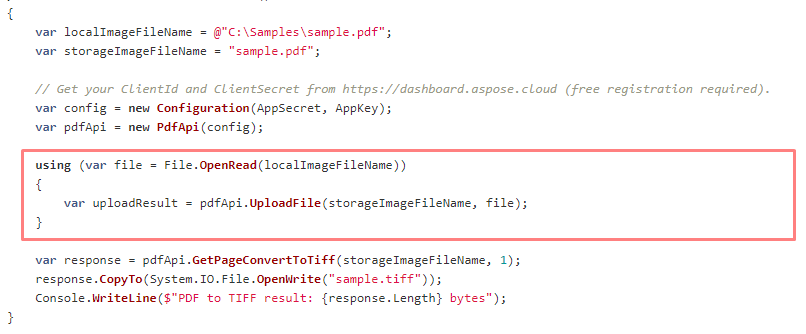 {
    var localImageFileName = @"C:\Samples\sample.pdf";
    var storageImageFileName = "sample.pdf";

    // Get your ClientId and ClientSecret from https://dashboard.aspose.cloud (free registration required).
    var config = new Configuration(AppSecret, AppKey);
    var pdfApi = new PdfApi(config);

    using (var file = File.OpenRead(localImageFileName))
    {
        var uploadResult = pdfApi.UploadFile(storageImageFileName, file);
    }

    var response = pdfApi.GetPageConvertToTiff(storageImageFileName, 1);
    response.CopyTo(System.IO.File.OpenWrite("sample.tiff"));
    Console.WriteLine($"PDF to TIFF result: {response.Length} bytes");
}